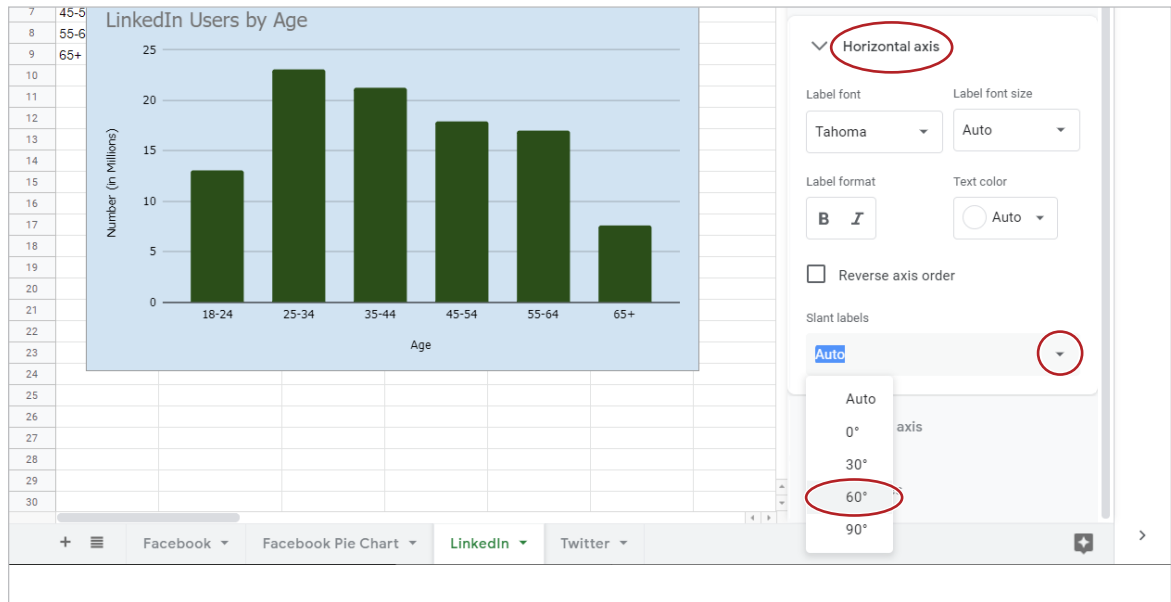 7 45-5
8 55-6
9 65+
10
11
12
13
14
15
16
17
18
19
20
21
22
23
24
25
26
27
28
29
30
LinkedIn Users by Age
Number (in Millions)
25
20
15
10
5
0
18-24 25-34 35-44 45-54 55-64 65+
Age
Horizontal axis
Label font Label font size
Tahoma Auto
Label format Text color
B I Auto
Reverse axis order
Slant labels
Auto
Auto
0°
axis
30°
60°
90°
+ Facebook Facebook Pie Chart LinkedIn Twitter